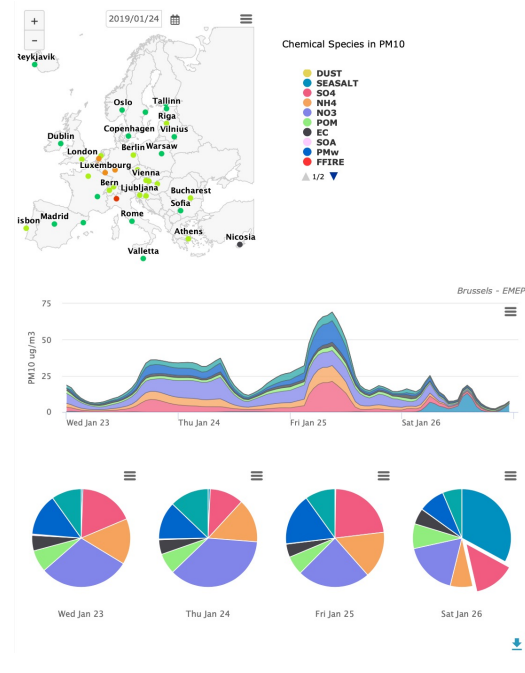 +
2019/01/24
-
Reykjavik
Oslo
Tallinn
Riga
Copenhagen
Vilnius
Dublin
London
Berlin
Warsaw
Luxembourg
Vienna
Bern
Ljubljana
Bucharest
Sofia
Madrid
Rome
isbon
Athens
Nicosia
Valletta
Chemical Species in PM10
DUST
SEASALT
SO4
NH4
NO3
POM
EC
SOA
PMw
FFIRE
1/2
Brussels - EMEP
PM10 ug/m3
75
50
25
0
Wed Jan 23
Thu Jan 24
Fri Jan 25
Sat Jan 26
Wed Jan 23
Thu Jan 24
Fri Jan 25
Sat Jan 26